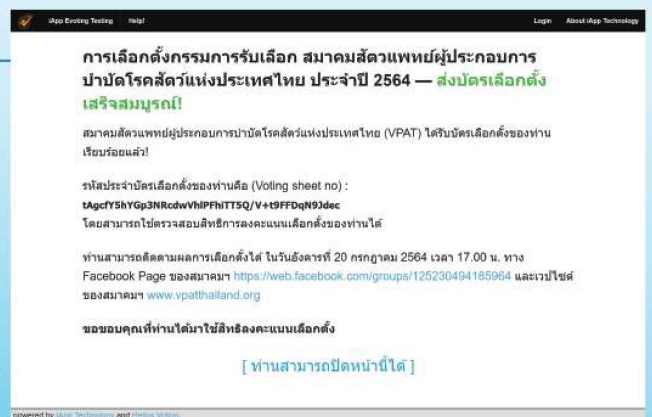 iApp Evoting Testing Help! Login About iApp Technology
การเลือกตั้งกรรมการรับเลือก สมาคมสัตวแพทย์ผู้ประกอบการ
บำบัดโรคสัตว์แห่งประเทศไทย ประจำปี 2564 — ส่งบัตรเลือกตั้ง
เสร็จสมบูรณ์!
สมาคมสัตวแพทย์ผู้ประกอบการบำบัดโรคสัตว์แห่งประเทศไทย (VPAT) ได้รับบัตรเลือกตั้งของท่าน
เรียบร้อยแล้ว!
รหัสประจำบัตรเลือกตั้งของท่านคือ (Voting sheet no) :
tAgcfY5hYGp3NRcdwVhlPFhiTT5Q/V+t9FFDqN9Jdec
โดยสามารถใช้ตรวจสอบสิทธิการลงคะแนนเลือกตั้งของท่านได้
ท่านสามารถติดตามผลการเลือกตั้งได้ ในวันอังคารที่ 20 กรกฎาคม 2564 เวลา 17.00 น. ทาง
Facebook Page ของสมาคมฯ https://web.facebook.com/groups/125230494185964 และเวปไซต์
ของสมาคมฯ www.vpatthailand.org
ขอขอบคุณที่ท่านได้มาใช้สิทธิลงคะแนนเลือกตั้ง
[ ท่านสามารถปิดหน้านี้ได้ ]
powered by iApp Technology and Helios Voting